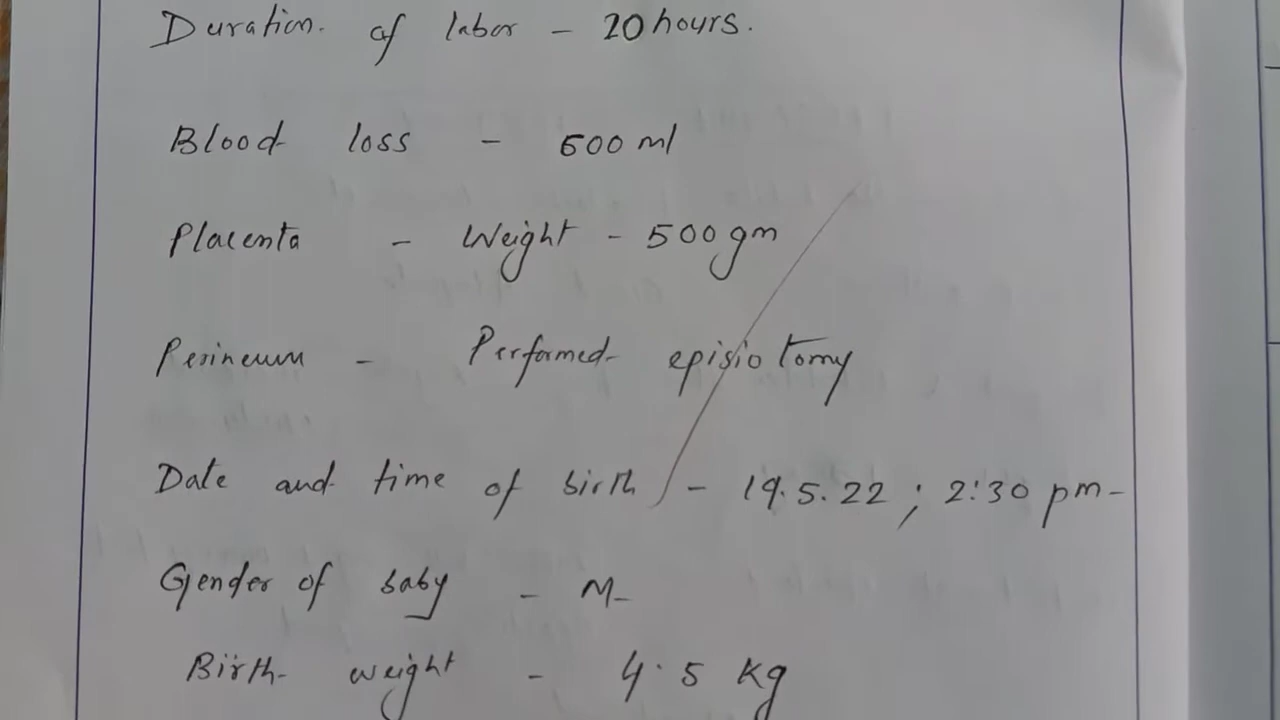 Duration. of labor - 20 hours.
Blood loss - 600 ml
Placenta - Weight - 500 gm
Perineum - Performed episiotomy
Date and time of birth - 19.5.22 ; 2:30 pm-
Gender of baby - M-
Birth weight - 4.5 Kg